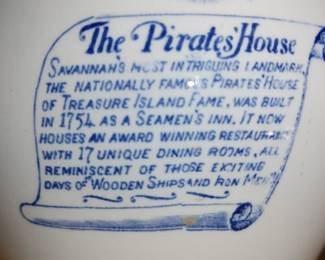 The Pirates' House
SAVANNAH'S MOST INTRIGUING LANDMARK,
THE NATIONALLY FAMOUS PIRATES' HOUSE
OF TREASURE ISLAND FAME, WAS BUILT
IN 1754 AS A SEAMEN'S INN. IT NOW
HOUSES AN AWARD WINNING RESTAURANT
WITH 17 UNIQUE DINING ROOMS, ALL
REMINISCENT OF THOSE EXCITING
DAYS OF "WOODEN SHIPS AND IRON MEN".